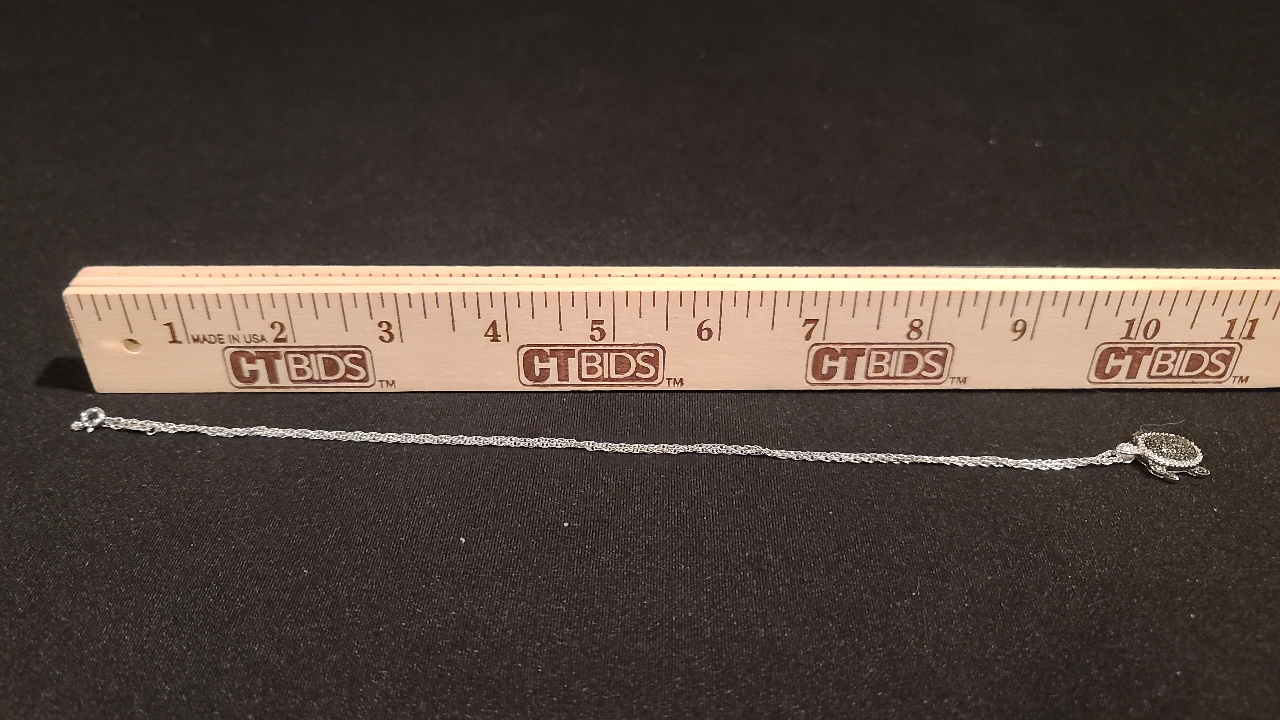 1 MADE IN USA 2 3 4 5 6 7 8 9 10 11
CTBIDS™ CTBIDS™ CTBIDS™ CTBIDS™